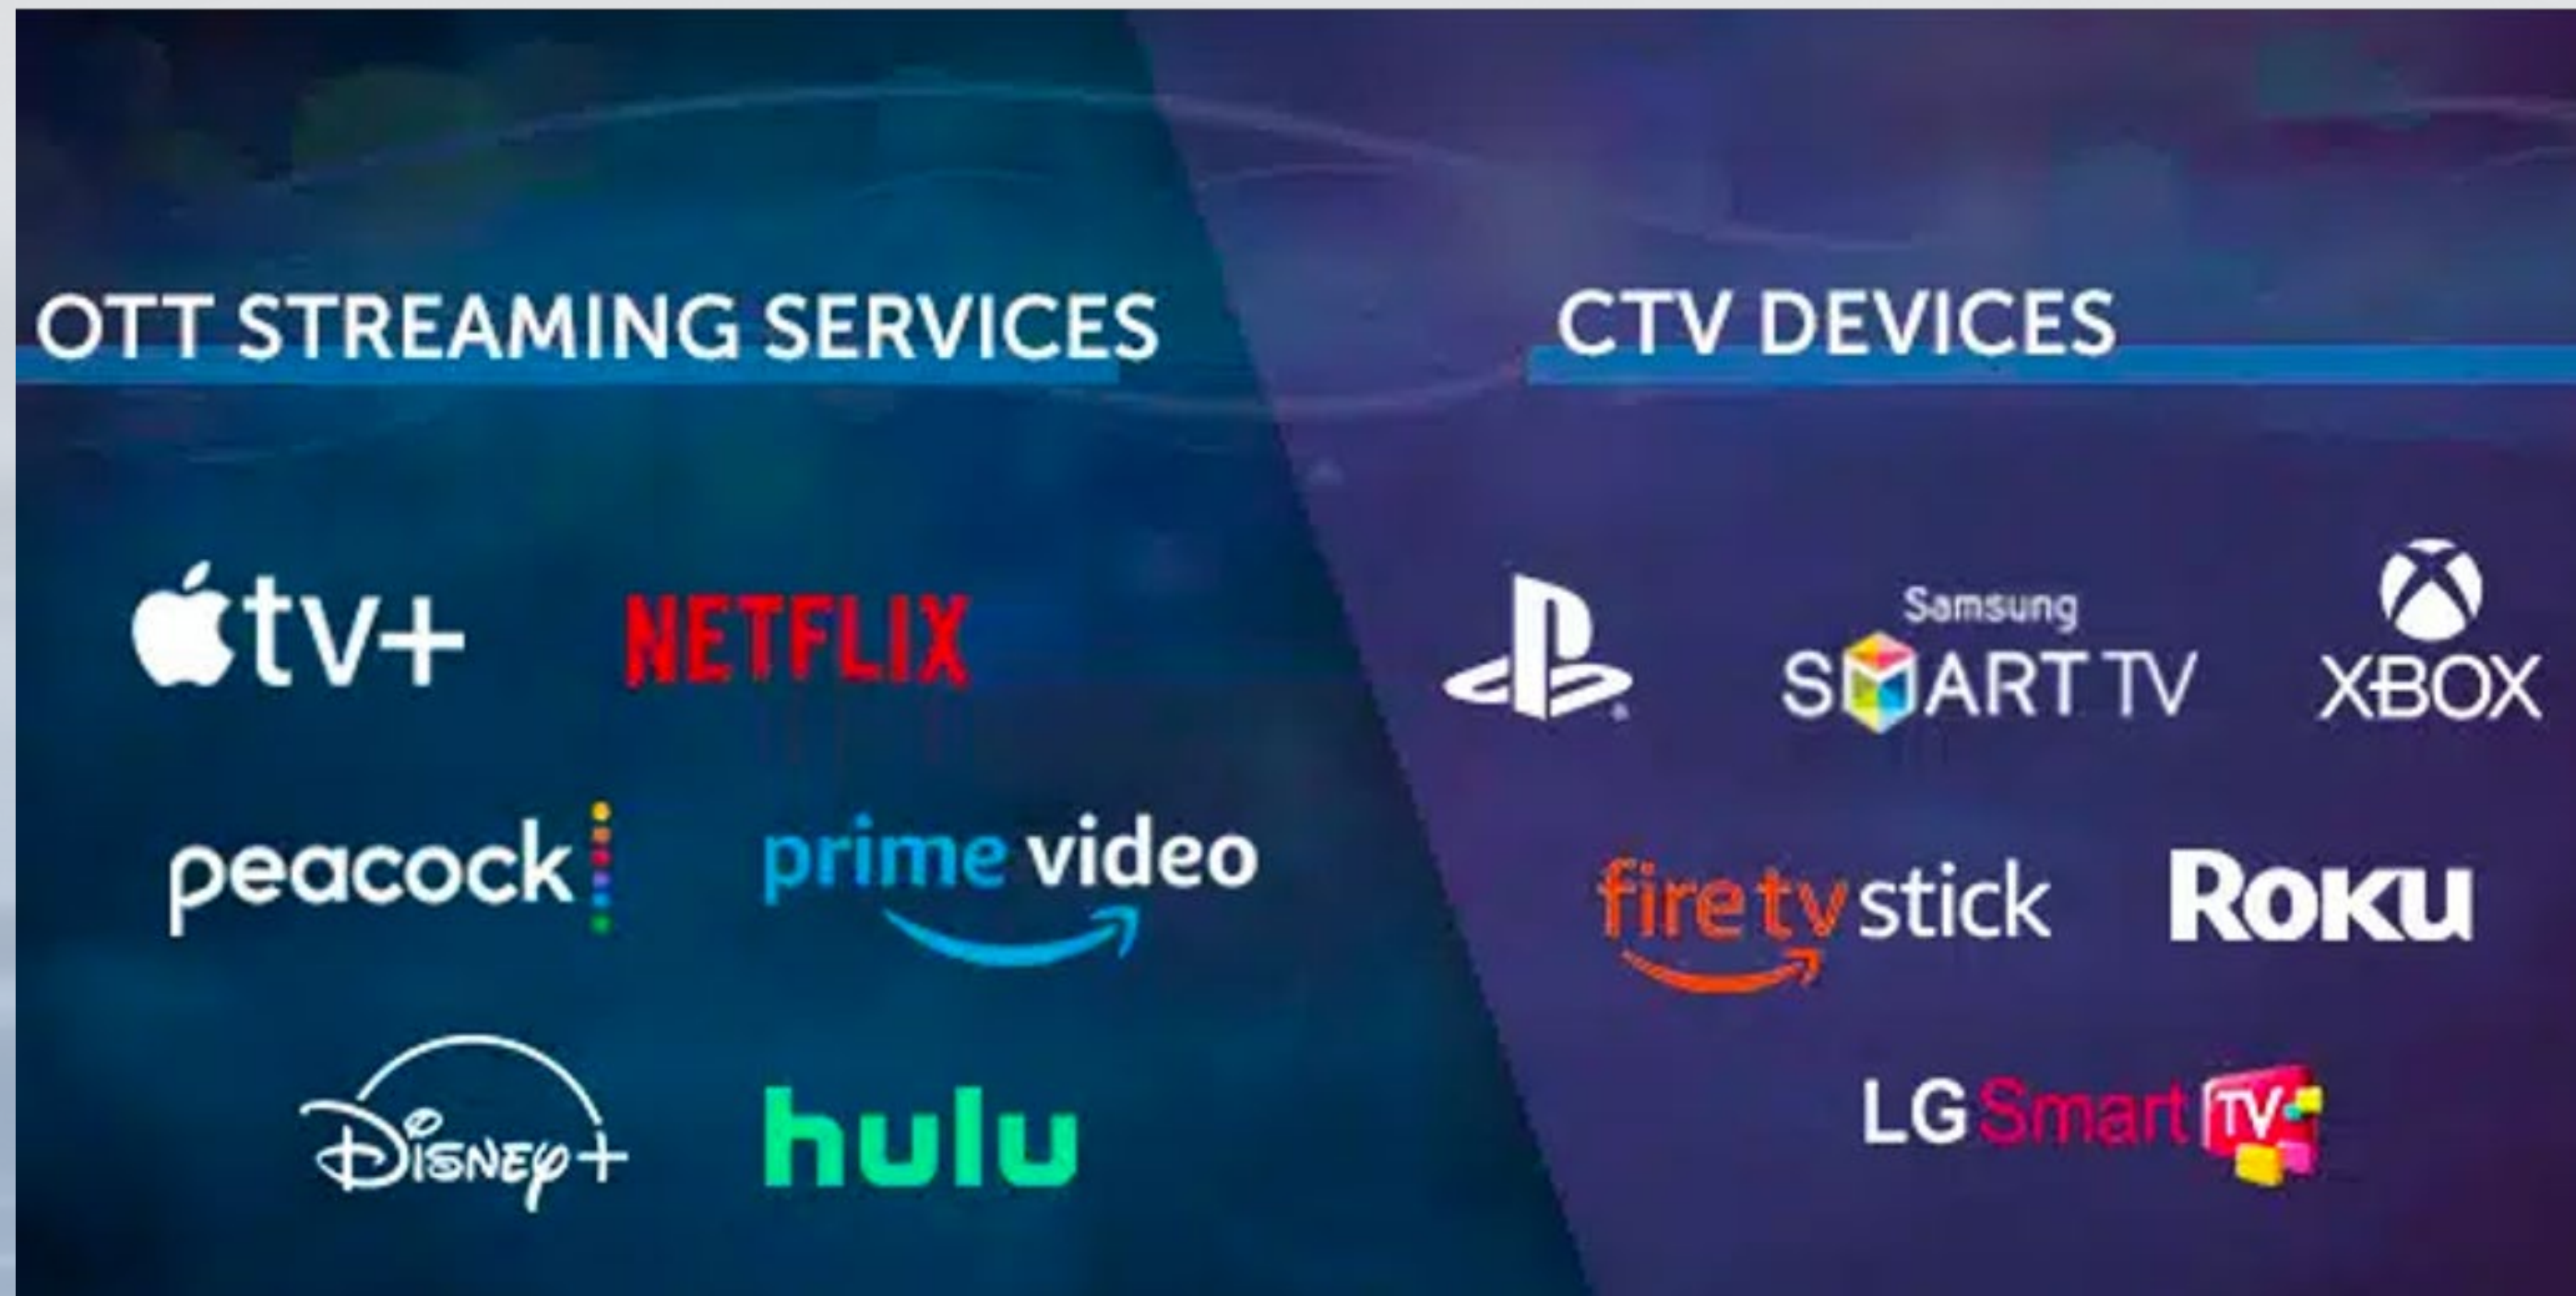 OTT STREAMING SERVICES
tv+
NETFLIX
peacock
prime video
Disney+
hulu
CTV DEVICES
Samsung
SMART TV
XBOX
fire tv stick
ROKU
LG Smart TV